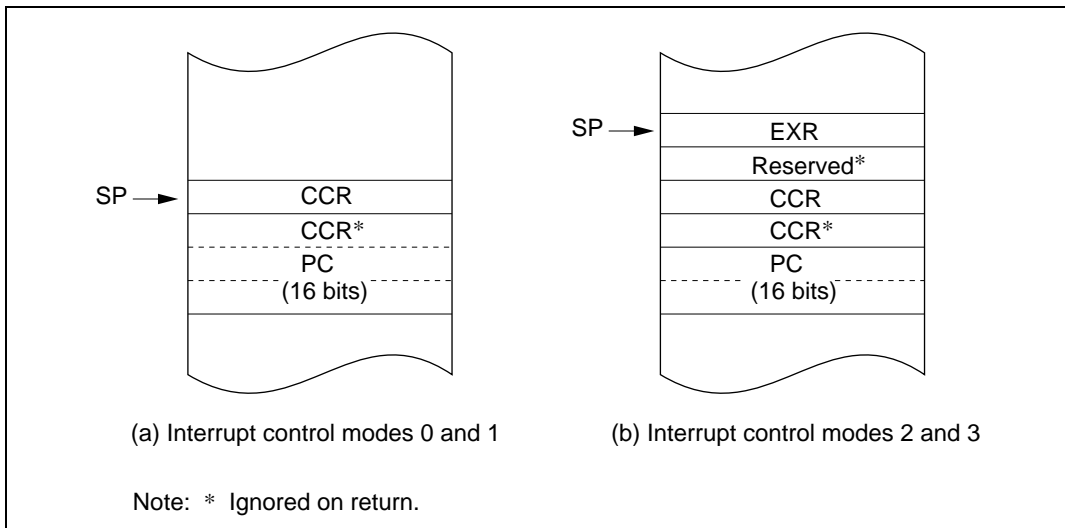 SP
CCR
CCR*
PC
(16 bits)
(a) Interrupt control modes 0 and 1
SP
EXR
Reserved*
CCR
CCR*
PC
(16 bits)
(b) Interrupt control modes 2 and 3
Note: * Ignored on return.